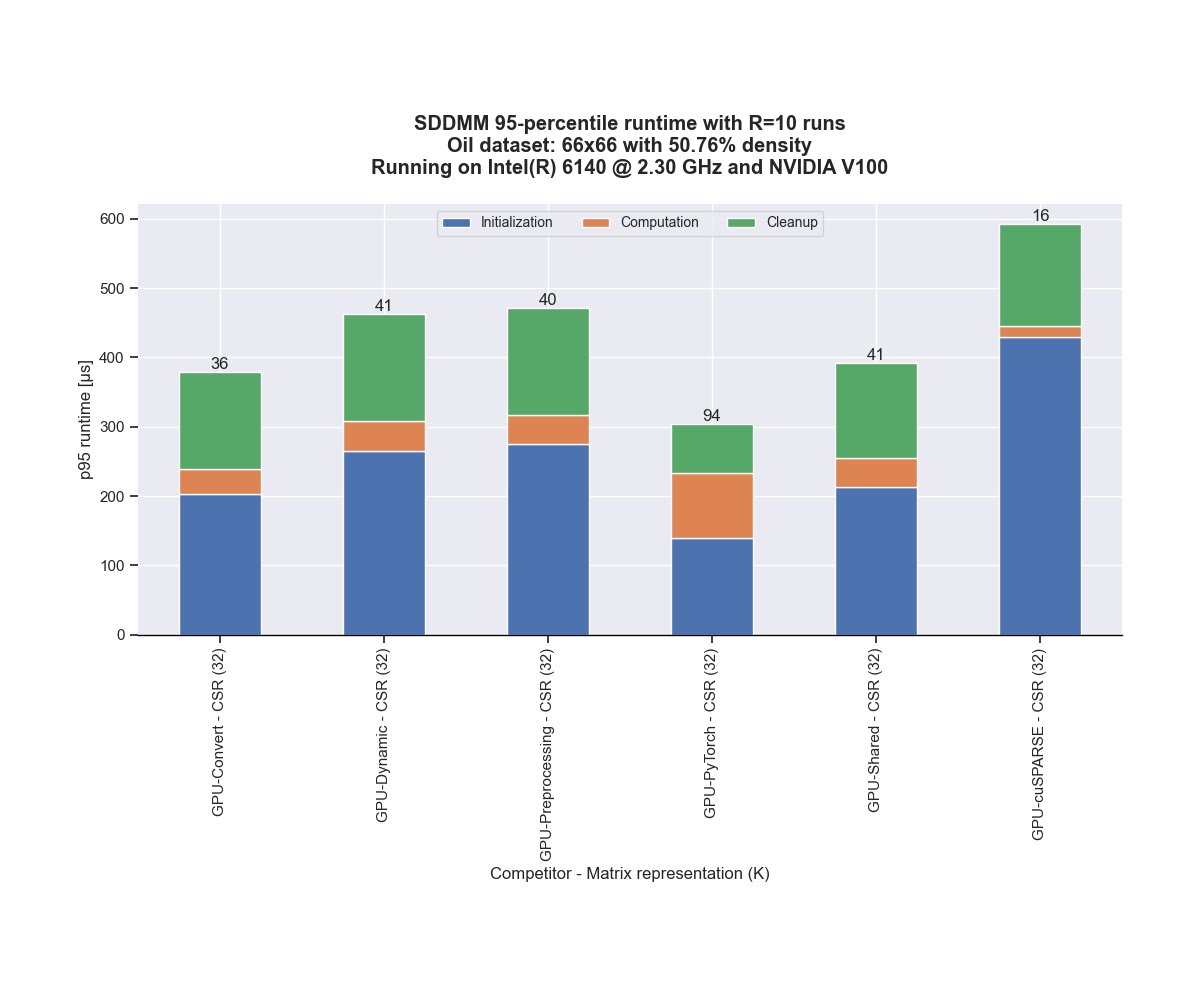 SDDMM 95-percentile runtime with R=10 runs
Oil dataset: 66x66 with 50.76% density
Running on Intel(R) 6140 @ 2.30 GHz and NVIDIA V100
Initialization
Computation
Cleanup
p95 runtime [µs]
600
500
400
300
200
100
0
36
41
40
94
41
16
GPU-Convert - CSR (32)
GPU-Dynamic - CSR (32)
GPU-Preprocessing - CSR (32)
GPU-PyTorch - CSR (32)
GPU-Shared - CSR (32)
GPU-cuSPARSE - CSR (32)
Competitor - Matrix representation (K)